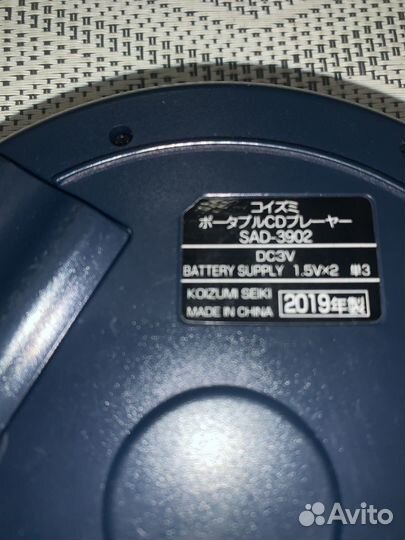 コイズミ
ポータブルCDプレーヤー
SAD-3902
DC3V
BATTERY SUPPLY 1.5V×2 単3
KOIZUMI SEIKI
MADE IN CHINA
2019年製
Avito